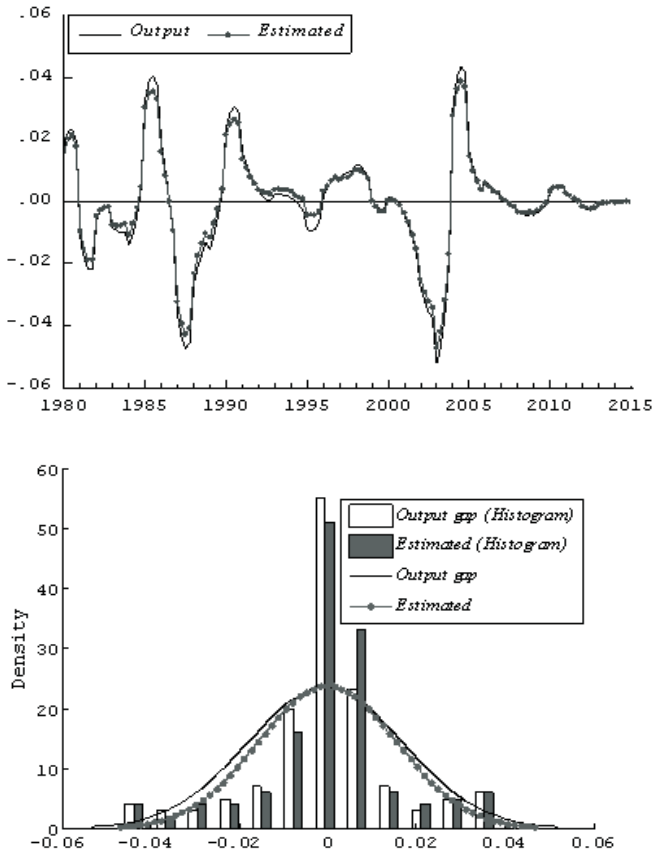 .06
Output Estimated
.04
.02
.00
-.02
-.04
-.06
1980 1985 1990 1995 2000 2005 2010 2015
60
50
40
30
20
10
0
Density
Output gap (Histogram)
Estimated (Histogram)
Output gap
Estimated
-0.06 -0.04 -0.02 0 0.02 0.04 0.06